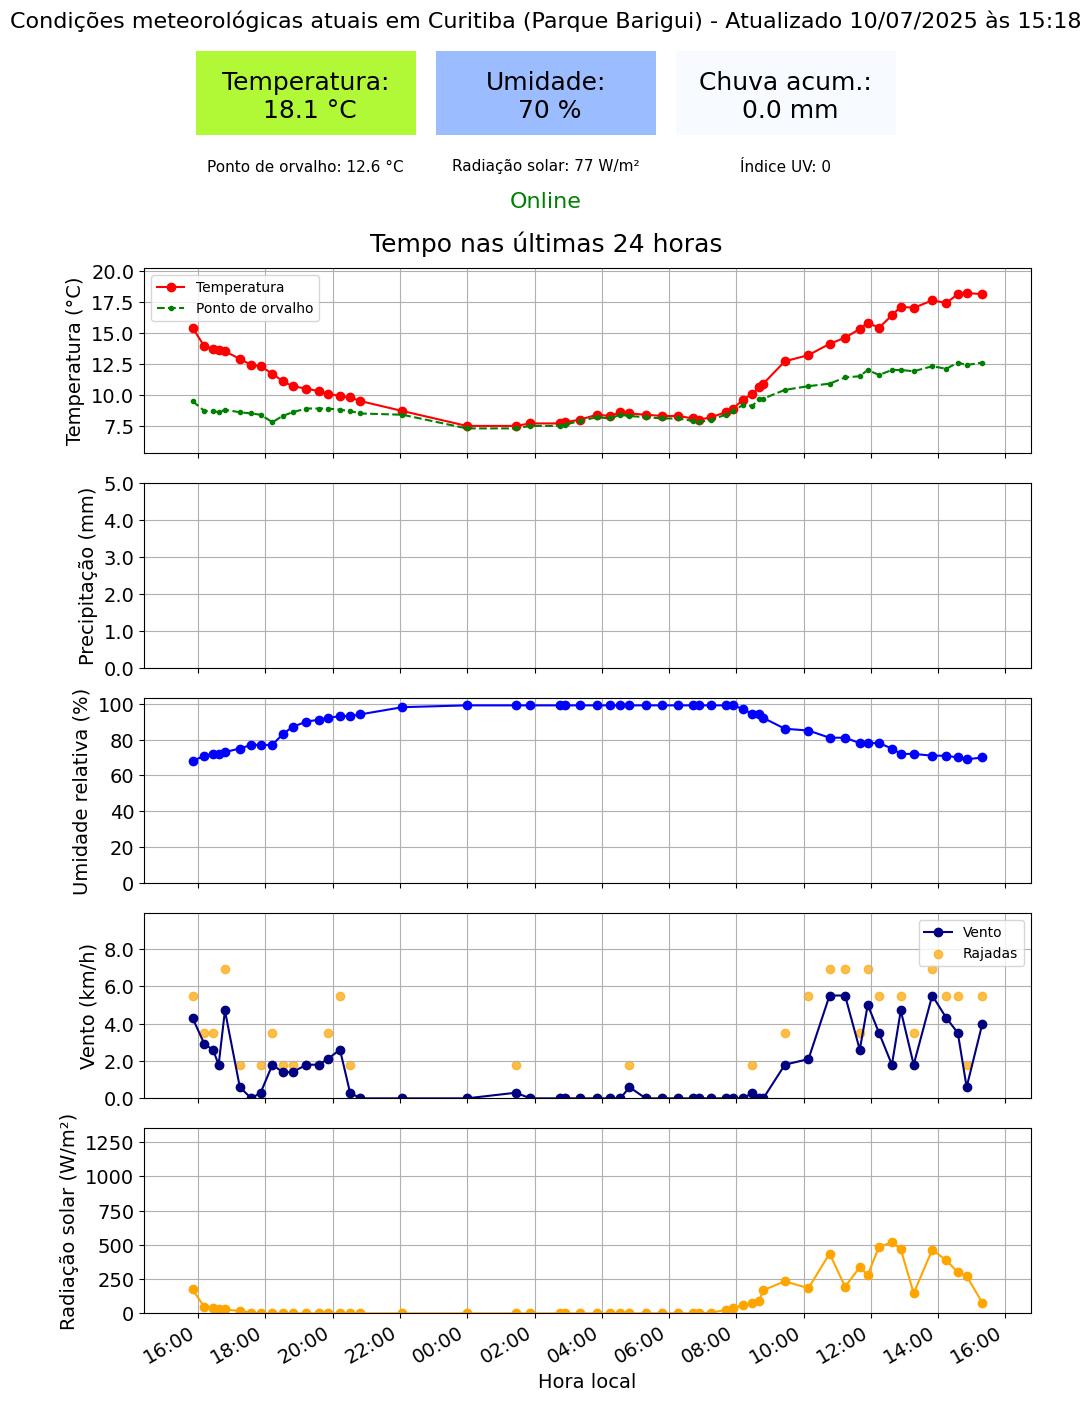 Condições meteorológicas atuais em Curitiba (Parque Barigui) - Atualizado 10/07/2025 às 15:18
Temperatura:
18.1 °C
Umidade:
70 %
Chuva acum.:
0.0 mm
Ponto de orvalho: 12.6 °C
Radiação solar: 77 W/m²
Índice UV: 0
Online
Tempo nas últimas 24 horas
Temperatura (°C)
20.0
17.5
15.0
12.5
10.0
7.5
Temperatura
Ponto de orvalho
Precipitação (mm)
5.0
4.0
3.0
2.0
1.0
0.0
Umidade relativa (%)
100
80
60
40
20
0
Vento (km/h)
8.0
6.0
4.0
2.0
0.0
Vento
Rajadas
Radiação solar (W/m²)
1250
1000
750
500
250
0
16:00
18:00
20:00
22:00
00:00
02:00
04:00
06:00
08:00
10:00
12:00
14:00
16:00
Hora local